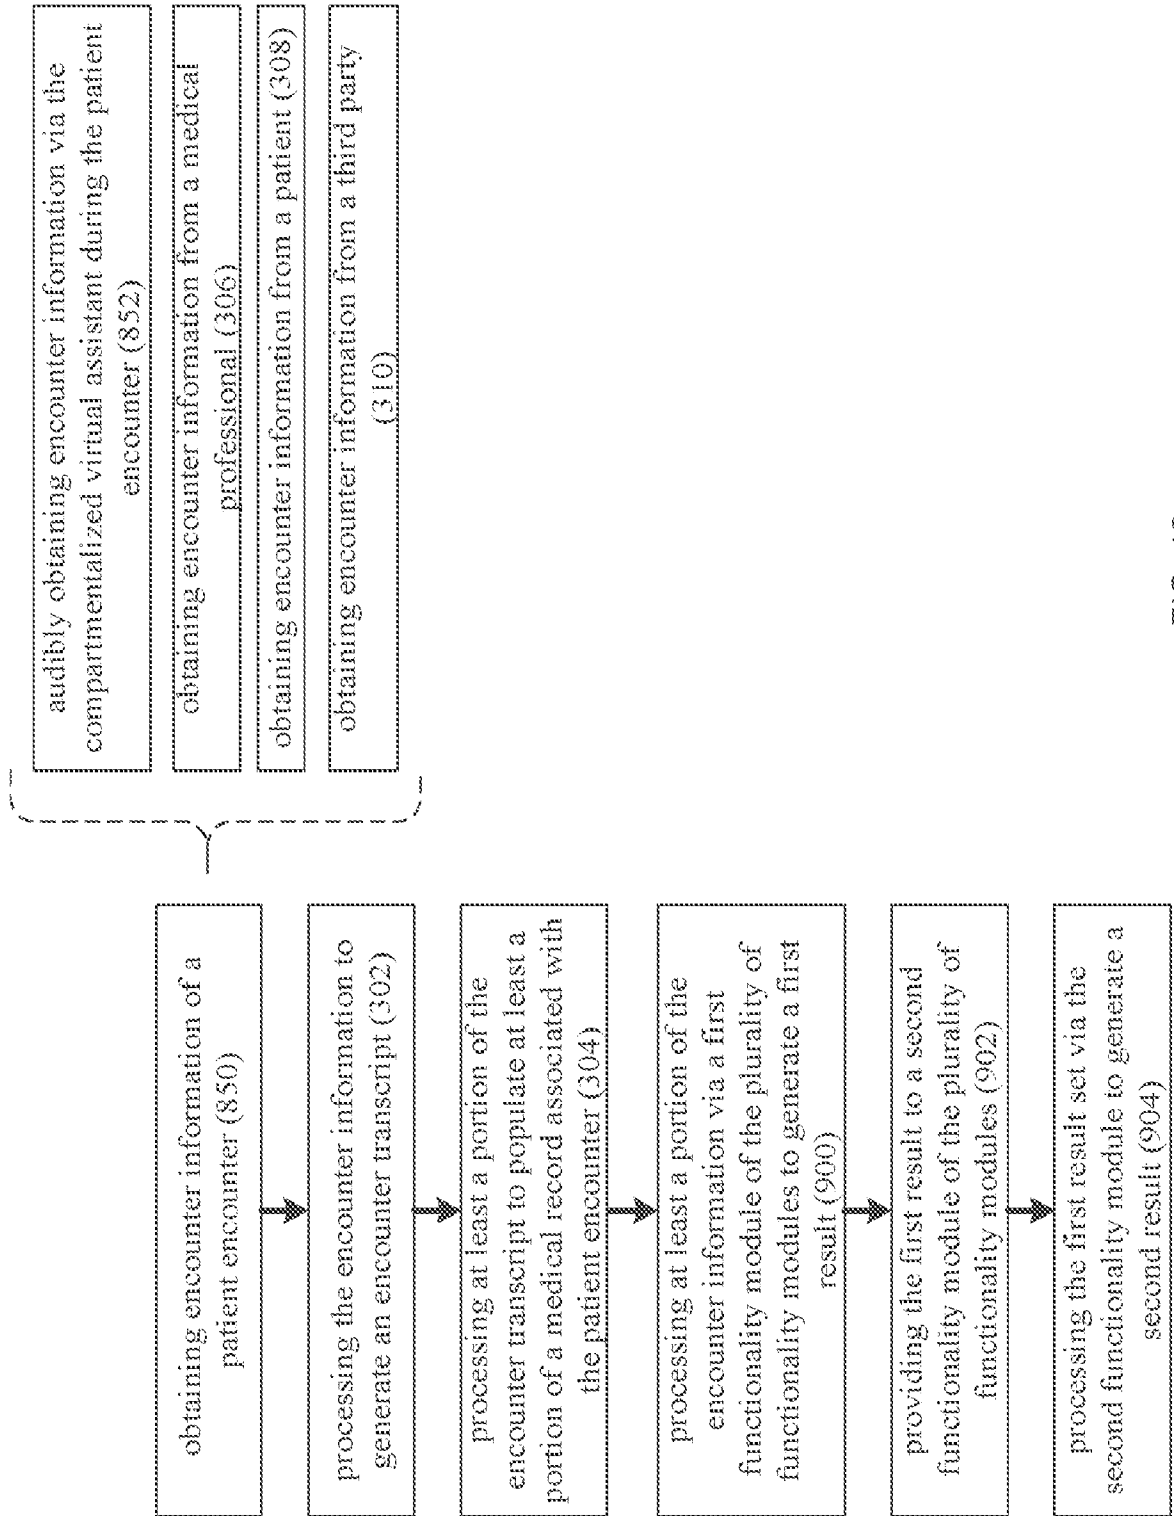 obtaining encounter information of a
patient encounter (850)
processing the encounter information to
generate an encounter transcript (302)
processing at least a portion of the
encounter transcript to populate at least a
portion of a medical record associated with
the patient encounter (304)
processing at least a portion of the
encounter information via a first
functionality module of the plurality of
functionality modules to generate a first
result (900)
providing the first result to a second
functionality module of the plurality of
functionality modules (902)
processing the first result set via the
second functionality module to generate a
second result (904)
audibly obtaining encounter information via the
compartmentalized virtual assistant during the patient
encounter (852)
obtaining encounter information from a medical
professional (306)
obtaining encounter information from a patient (308)
obtaining encounter information from a third party
(310)